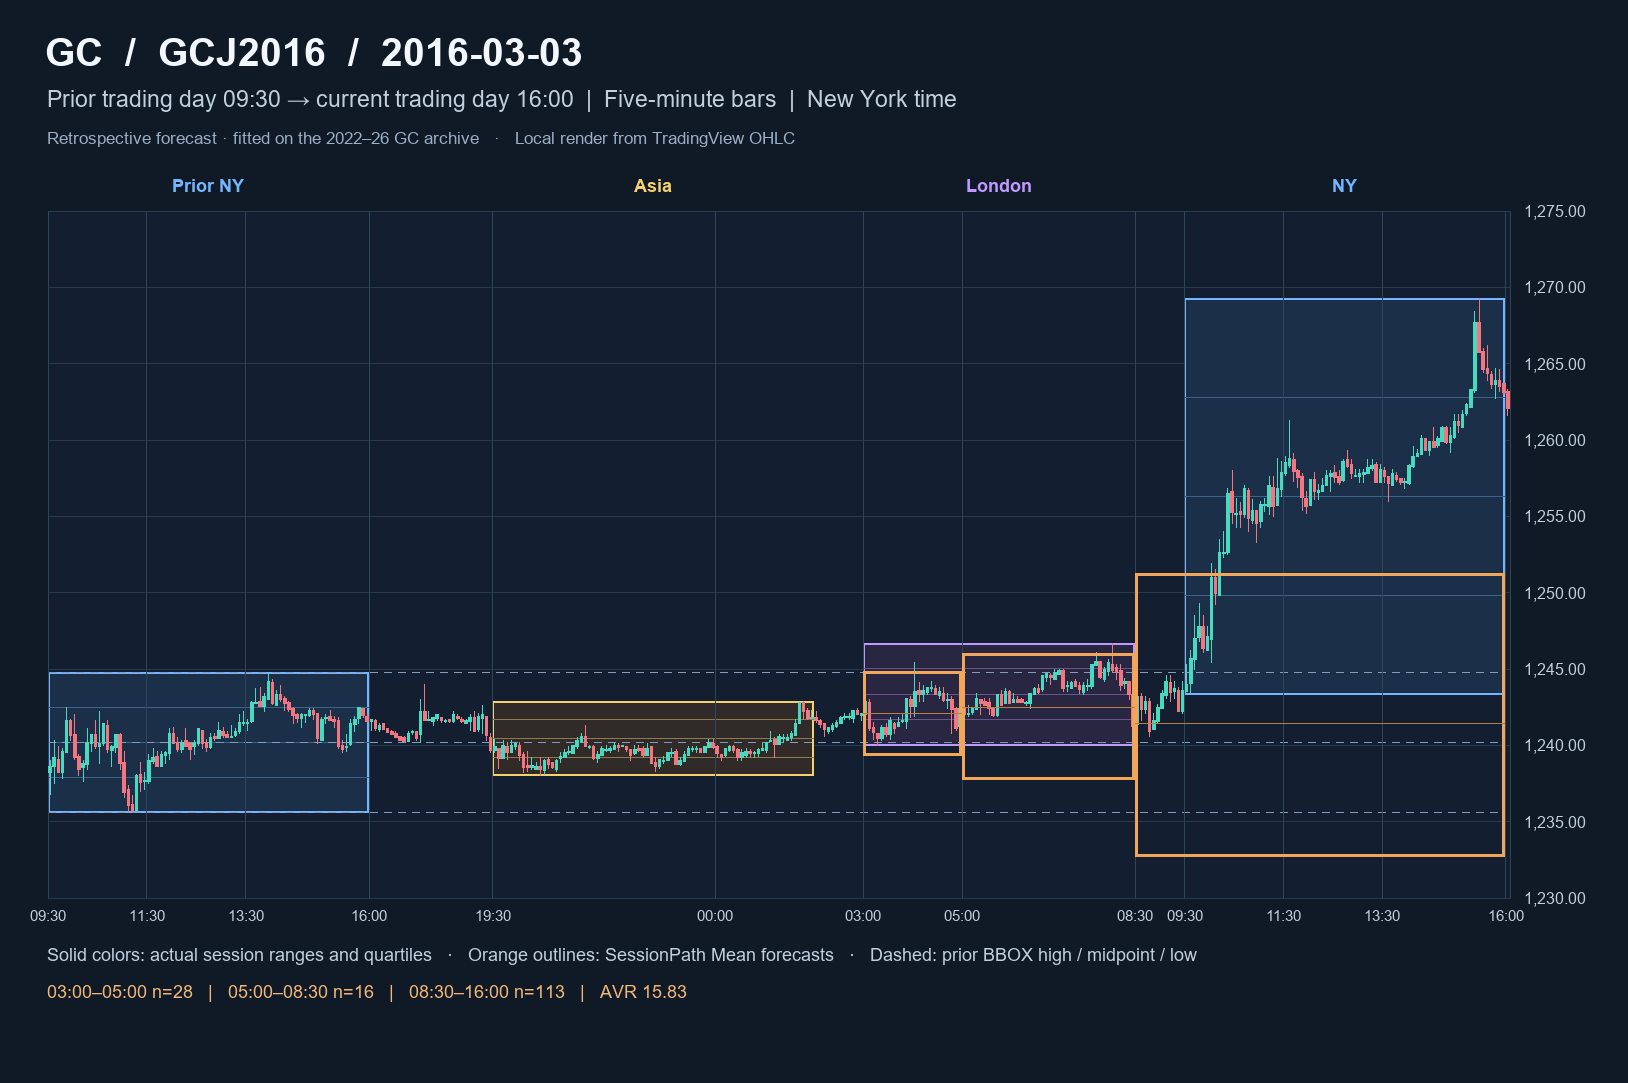 GC / GCJ2016 / 2016-03-03
Prior trading day 09:30 → current trading day 16:00 | Five-minute bars | New York time
Retrospective forecast · fitted on the 2022–26 GC archive · Local render from TradingView OHLC
Prior NY Asia London NY
1,275.00
1,270.00
1,265.00
1,260.00
1,255.00
1,250.00
1,245.00
1,240.00
1,235.00
1,230.00
09:30 11:30 13:30 16:00 19:30 00:00 03:00 05:00 08:30 09:30 11:30 13:30 16:00
Solid colors: actual session ranges and quartiles · Orange outlines: SessionPath Mean forecasts · Dashed: prior BBOX high / midpoint / low
03:00–05:00 n=28 | 05:00–08:30 n=16 | 08:30–16:00 n=113 | AVR 15.83